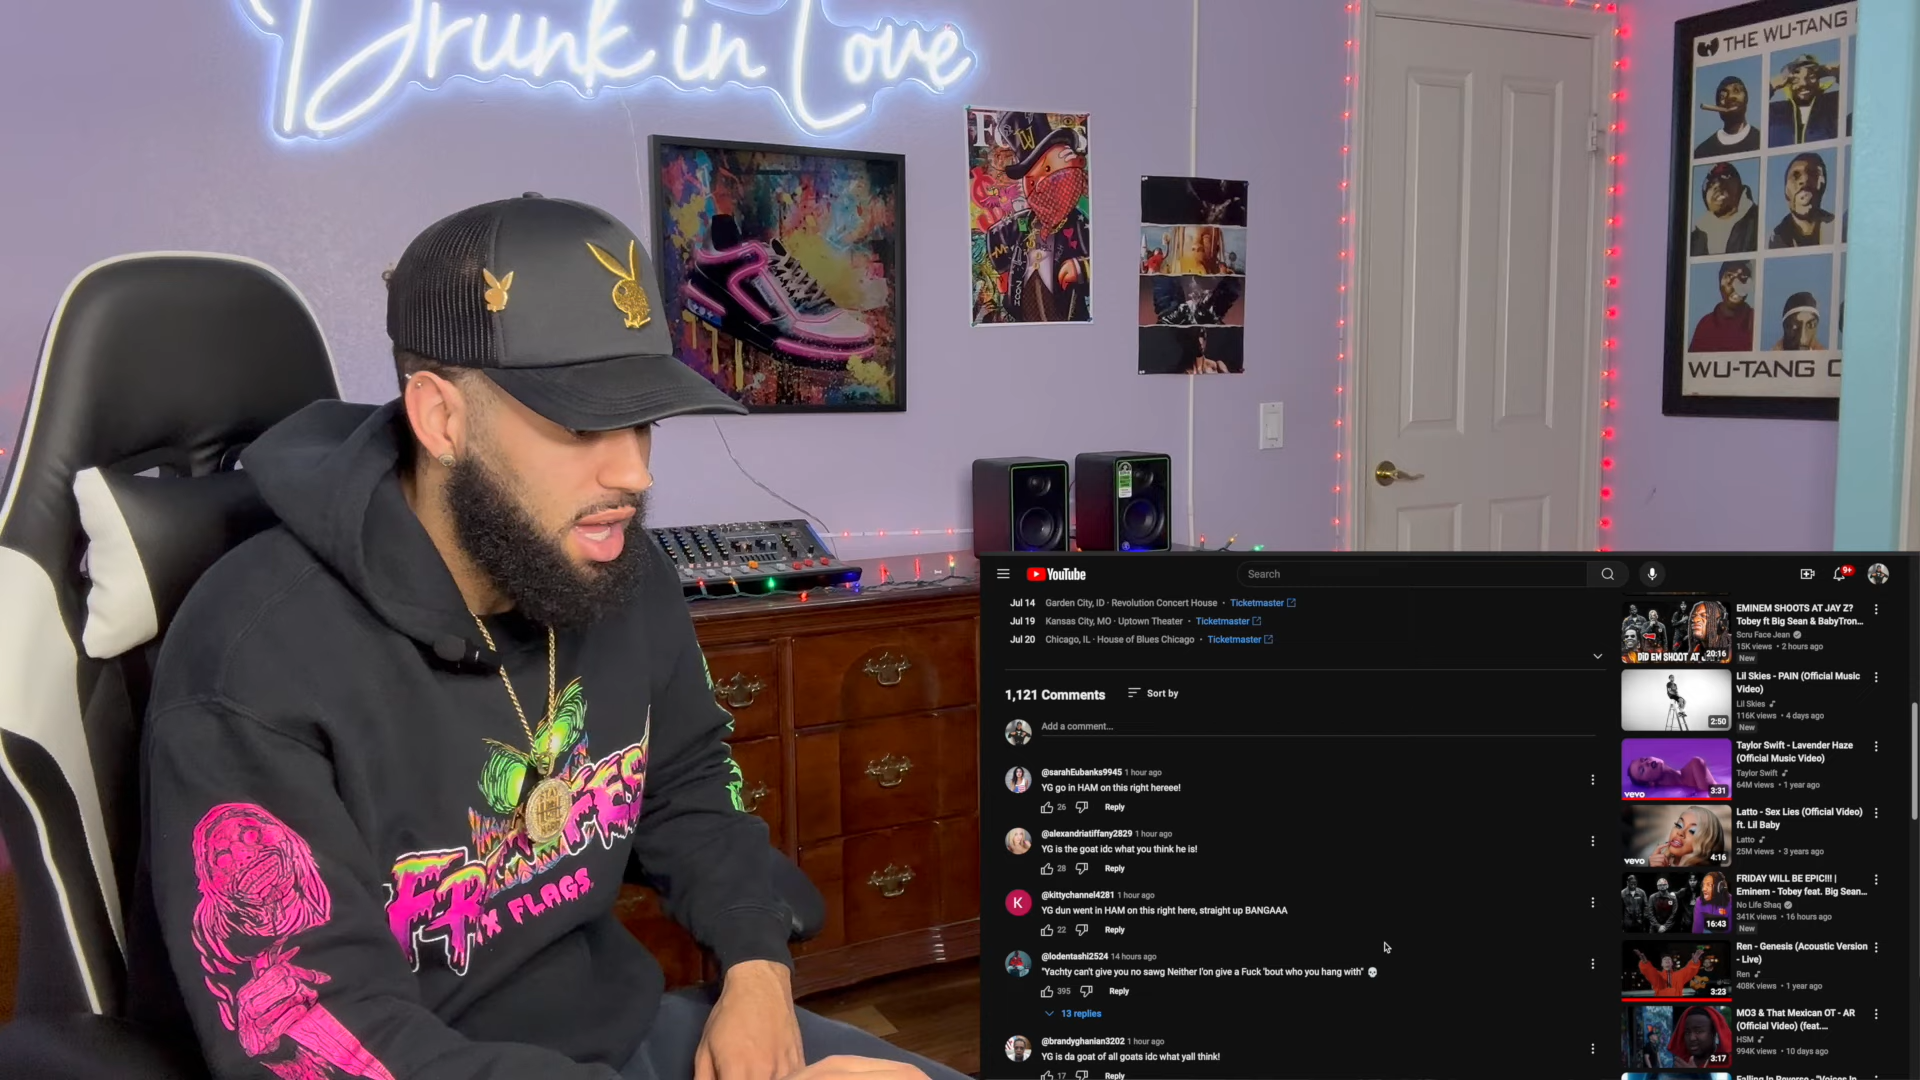 Drunk in Love
THE WU-TANG
WU-TANG C
X FLAGS
YouTube
Search
9+
Jul 14 Garden City, ID · Revolution Concert House • Ticketmaster
Jul 19 Kansas City, MO · Uptown Theater • Ticketmaster
Jul 20 Chicago, IL · House of Blues Chicago • Ticketmaster
1,121 Comments
Sort by
Add a comment...
@sarahEubanks9945 1 hour ago
YG go in HAM on this right hereee!
26
Reply
@alexandriatiffany2829 1 hour ago
YG is the goat idc what you think he is!
28
Reply
K
@kittychannel4281 1 hour ago
YG dun went in HAM on this right here, straight up BANGAAA
22
Reply
@lodentashi2524 14 hours ago
"Yachty can't give you no sawg Neither I'on give a Fuck 'bout who you hang with" 💀
395
Reply
13 replies
@brandyghanian3202 1 hour ago
YG is da goat of all goats idc what yall think!
17
Reply
DID EM SHOOT AT
20:16
EMINEM SHOOTS AT JAY Z?
Tobey ft Big Sean & BabyTron...
Scru Face Jean
15K views • 2 hours ago
New
2:50
Lil Skies - PAIN (Official Music
Video)
Lil Skies
116K views • 4 days ago
New
vevo
3:31
Taylor Swift - Lavender Haze
(Official Music Video)
Taylor Swift
64M views • 1 year ago
vevo
4:16
Latto - Sex Lies (Official Video)
ft. Lil Baby
Latto
25M views • 3 years ago
16:43
FRIDAY WILL BE EPIC!!! |
Eminem - Tobey feat. Big Sean...
No Life Shaq
341K views • 16 hours ago
New
3:23
Ren - Genesis (Acoustic Version
- Live)
Ren
408K views • 1 year ago
3:17
MO3 & That Mexican OT - AR
(Official Video) (feat....
HSM
994K views • 10 days ago
Falling In Reverse - "Voices In